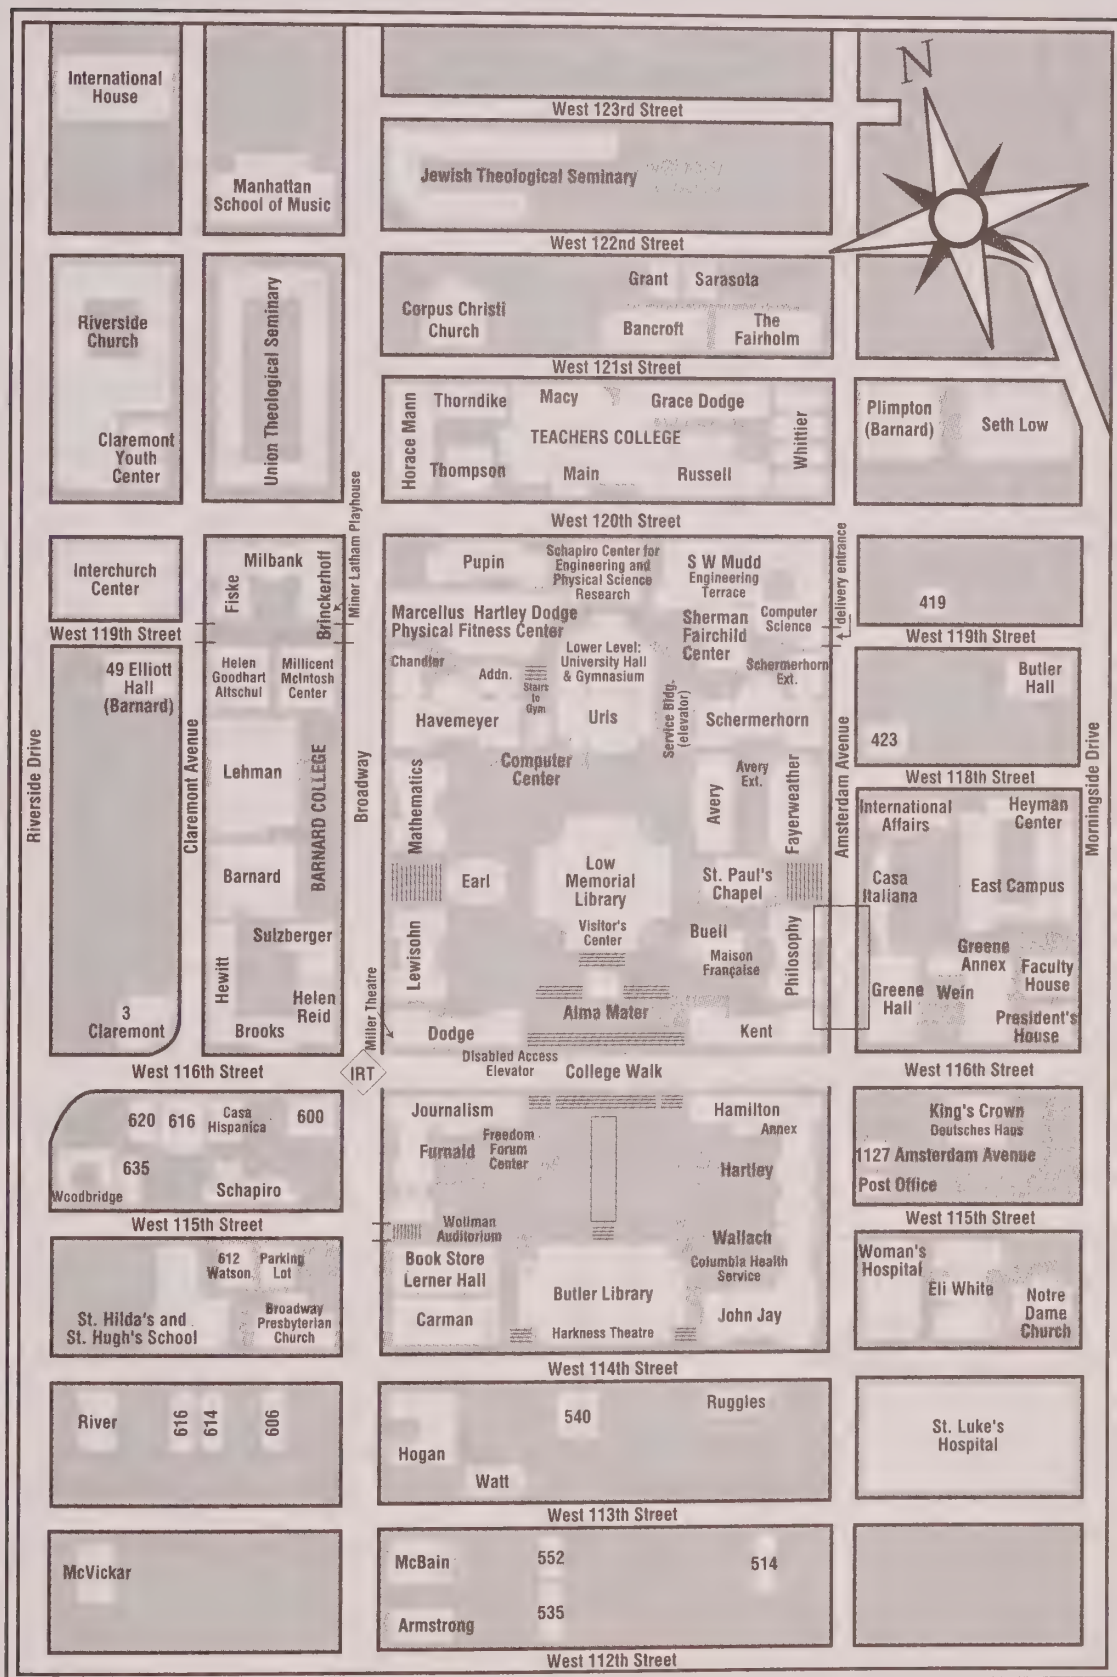 N
International
House
Manhattan
School of Music
West 123rd Street
Jewish Theological Seminary
West 122nd Street
Riverside
Church
Claremont
Youth
Center
Union Theological Seminary
Corpus Christi
Church
Grant
Sarasota
Bancroft
The
Fairholm
West 121st Street
Horace Mann
Thorndike
Macy
Grace Dodge
TEACHERS COLLEGE
Thompson
Main
Russell
Whittier
Plimpton
(Barnard)
Seth Low
West 120th Street
Minor Latham Playhouse
delivery entrance
Interchurch
Center
West 119th Street
Milbank
Fiske
Brinckerhoff
Pupin
Schapiro Center for
Engineering and
Physical Science
Research
S W Mudd
Engineering
Terrace
Marcellus Hartley Dodge
Physical Fitness Center
Sherman
Fairchild
Center
Computer
Science
419
West 119th Street
49 Elliott
Hall
(Barnard)
Helen
Goodhart
Altschul
Millicent
McIntosh
Center
Chandler
Addn.
Stairs
to
Gym
Lower Level:
University Hall
& Gymnasium
Schermerhorn
Ext.
Butler
Hall
Havemeyer
Uris
Service Bldg.
(elevator)
Schermerhorn
423
West 118th Street
Riverside Drive
Claremont Avenue
Broadway
Amsterdam Avenue
Morningside Drive
Lehman
BARNARD COLLEGE
Barnard
Computer
Center
Mathematics
Avery
Avery
Ext.
Fayerweather
International
Affairs
Heyman
Center
Earl
Low
Memorial
Library
Visitor's
Center
St. Paul's
Chapel
Casa
Italiana
East Campus
Sulzberger
Hewitt
Helen
Reid
Brooks
Lewisohn
Buell
Maison
Française
Philosophy
Greene
Annex
Faculty
House
Greene
Hall
Wein
President's
House
3
Claremont
Miller Theatre
Dodge
Alma Mater
Kent
Disabled Access
Elevator
West 116th Street
IRT
College Walk
West 116th Street
620
616
Casa
Hispanica
600
635
Woodbridge
Schapiro
Journalism
Furnald
Freedom
Forum
Center
Hamilton
Annex
Hartley
King's Crown
Deutsches Haus
1127 Amsterdam Avenue
Post Office
West 115th Street
Wollman
Auditorium
Wallach
West 115th Street
612
Watson
Parking
Lot
St. Hilda's and
St. Hugh's School
Broadway
Presbyterian
Church
Book Store
Lerner Hall
Carman
Butler Library
Harkness Theatre
Columbia Health
Service
John Jay
Woman's
Hospital
Eli White
Notre
Dame
Church
West 114th Street
River
616
614
606
Hogan
Watt
540
Ruggles
St. Luke's
Hospital
West 113th Street
McVickar
McBain
552
514
Armstrong
535
West 112th Street